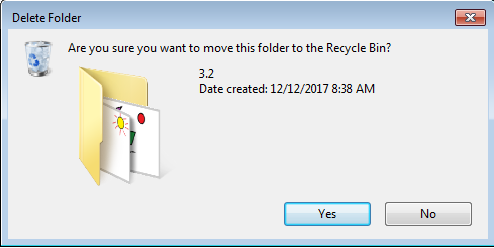 Delete Folder
Are you sure you want to move this folder to the Recycle Bin?
3.2
Date created: 12/12/2017 8:38 AM
Yes
No